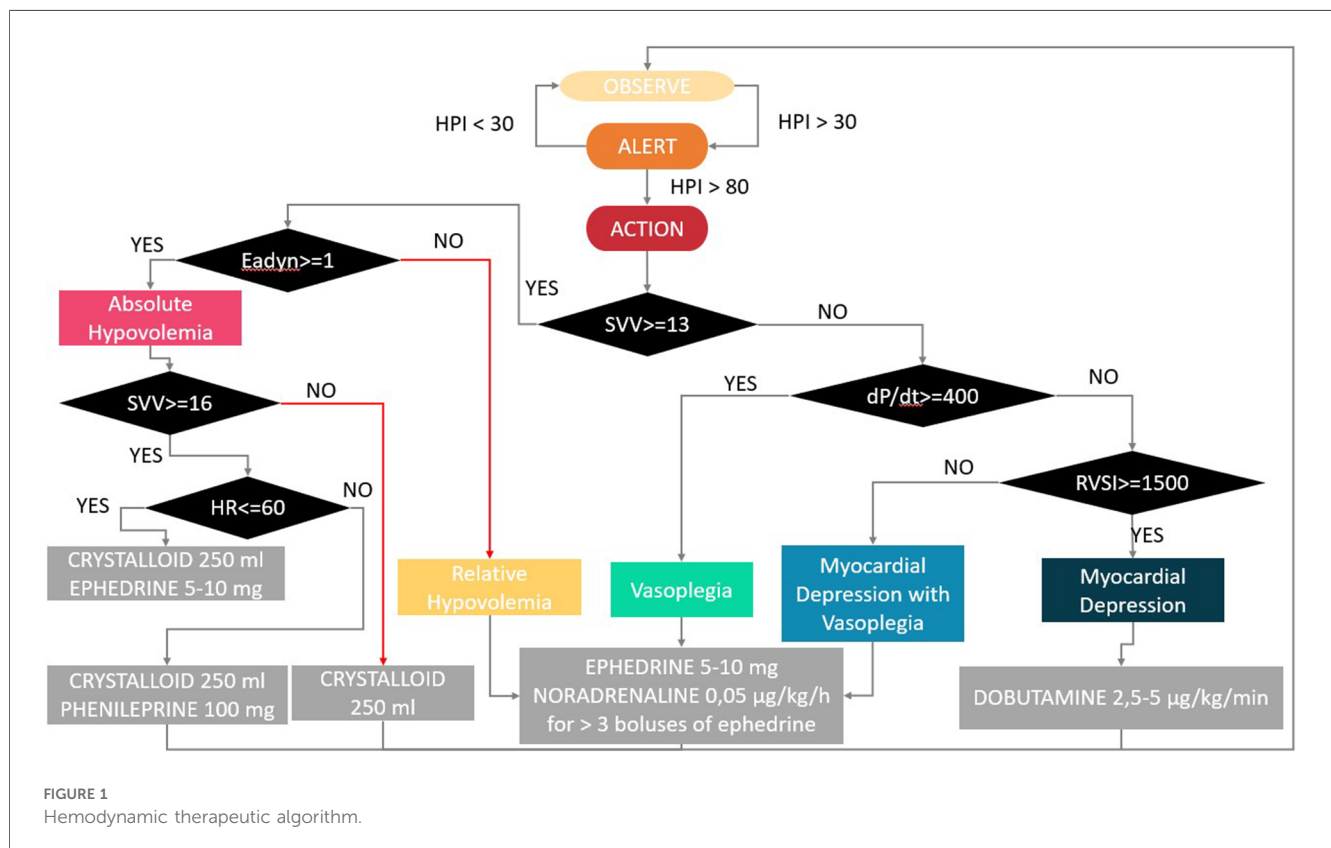 OBSERVE
HPI < 30
HPI > 30
ALERT
HPI > 80
ACTION
YES
NO
Eadyn>=1
YES
SVV>=13
NO
Absolute
Hypovolemia
SVV>=16
NO
YES
dP/dt>=400
NO
YES
NO
RVSI>=1500
YES
HR<=60
NO
YES
CRYSTALLOID 250 ml
EPHEDRINE 5-10 mg
Relative
Hypovolemia
Vasoplegia
Myocardial
Depression with
Vasoplegia
Myocardial
Depression
CRYSTALLOID 250 ml
PHENILEPRINE 100 mg
CRYSTALLOID
250 ml
EPHEDRINE 5-10 mg
NORADRENALINE 0,05 µg/kg/h
for > 3 boluses of ephedrine
DOBUTAMINE 2,5-5 µg/kg/min
FIGURE 1
Hemodynamic therapeutic algorithm.